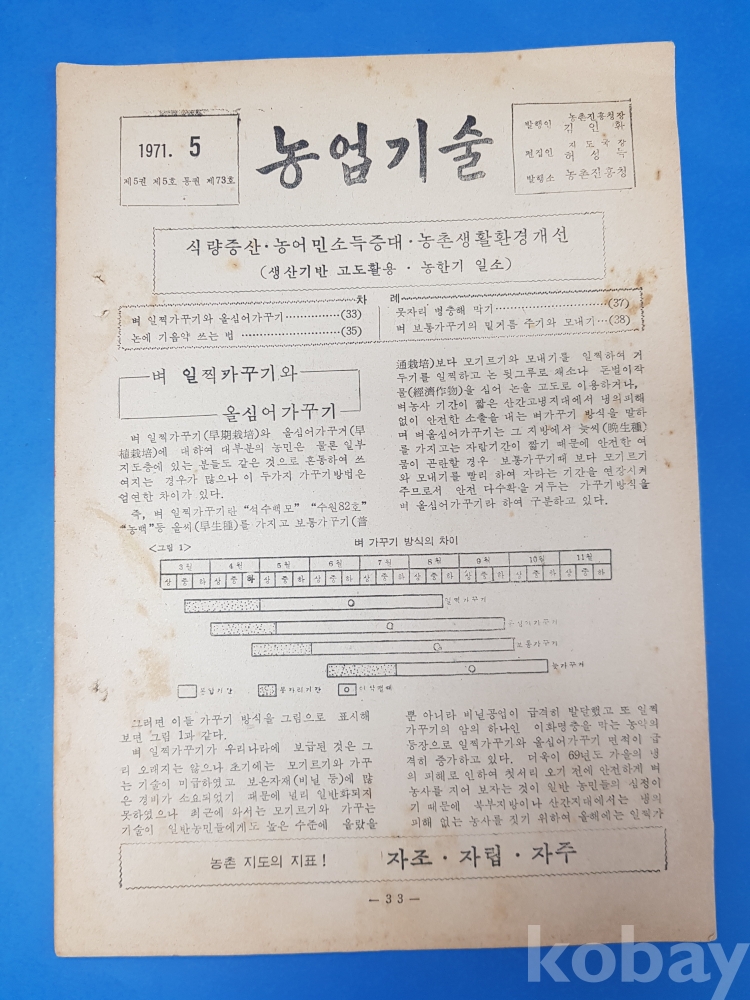 1971. 5
제5권 제5호 통권 제73호
농업기술
발행인 농촌진흥청장
김인환
편집인 지도국장
허성득
발행소 농촌진흥청
식량증산·농어민소득증대·농촌생활환경개선
(생산기반 고도활용 · 농한기 일소)
차 례
벼 일찍가꾸기와 올심어가꾸기 ············(33)
논에 기음약 쓰는 법 ···················(35)
못자리 병충해 막기 ···················(37)
벼 보통가꾸기의 밑거름 주기와 모내기···(38)
벼 일찍가꾸기와
올심어가꾸기
벼 일찍가꾸기(早期栽培)와 올심어가꾸기(早
植栽培)에 대하여 대부분의 농민은 물론 일부
지도층에 있는 분들도 같은 것으로 혼동하여 쓰
여지는 경우가 많으나 이 두가지 가꾸기방법은
엄연한 차이가 있다.
즉, 벼 일찍가꾸기란 “석수백모” “수원82호”
“농백”등 올씨(早生種)를 가지고 보통가꾸기(普
通栽培)보다 모기르기와 모내기를 일찍하여 거
두기를 일찍하고 논 뒷그루로 채소나 돈벌이작
물(經濟作物)을 심어 논을 고도로 이용하거나,
벼농사 기간이 짧은 산간고냉지대에서 냉의피해
없이 안전한 소출을 내는 벼가꾸기 방식을 말하
며 벼올심어가꾸기는 그 지방에서 늦씨(晩生種)
를 가지고는 자랄기간이 짧기 때문에 안전한 여
물이 곤란할 경우 보통가꾸기때 보다 모기르기
와 모내기를 빨리 하여 자라는 기간을 연장시켜
주므로서 안전 다수확을 거두는 가꾸기방식을
벼 올심어가꾸기라 하여 구분하고 있다.
<그림 1> 벼 가꾸기 방식의 차이
3월 4월 5월 6월 7월 8월 9월 10월 11월
상 중 하 상 중 하 상 중 하 상 중 하 상 중 하 상 중 하 상 중 하 상 중 하 상 중 하
일찍가꾸기
올심어가꾸기
보통가꾸기
늦가꾸기
못자리기간
이삭팰때
그러면 이들 가꾸기 방식을 그림으로 표시해
보면 그림 1과 같다.
벼 일찍가꾸기가 우리나라에 보급된 것은 그
리 오래지는 않으나 초기에는 모기르기와 가꾸
는 기술이 미급하였고 보온자재(비닐 등)에 많
은 경비가 소요되었기 때문에 널리 일반화되지
못하였으나 최근에 와서는 모기르기와 가꾸는
기술이 일반농민들에게도 높은 수준에 올랐을
뿐 아니라 비닐공업이 급격히 발달했고 또 일찍
가꾸기의 암의 하나인 이화명충을 막는 농약의
등장으로 일찍가꾸기와 올심어가꾸기 면적이 급
격히 증가하고 있다. 더욱이 69년도 가을의 냉
의 피해로 인하여 첫서리 오기 전에 안전하게 벼
농사를 지어 보자는 것이 일반 농민들의 실정이
기 때문에 북부지방이나 산간지대에서는 냉의
피해 없는 농사를 짓기 위하여 올해에는 일찍가
농촌 지도의 지표! 자조·자립·자주
— 33 —
kobay